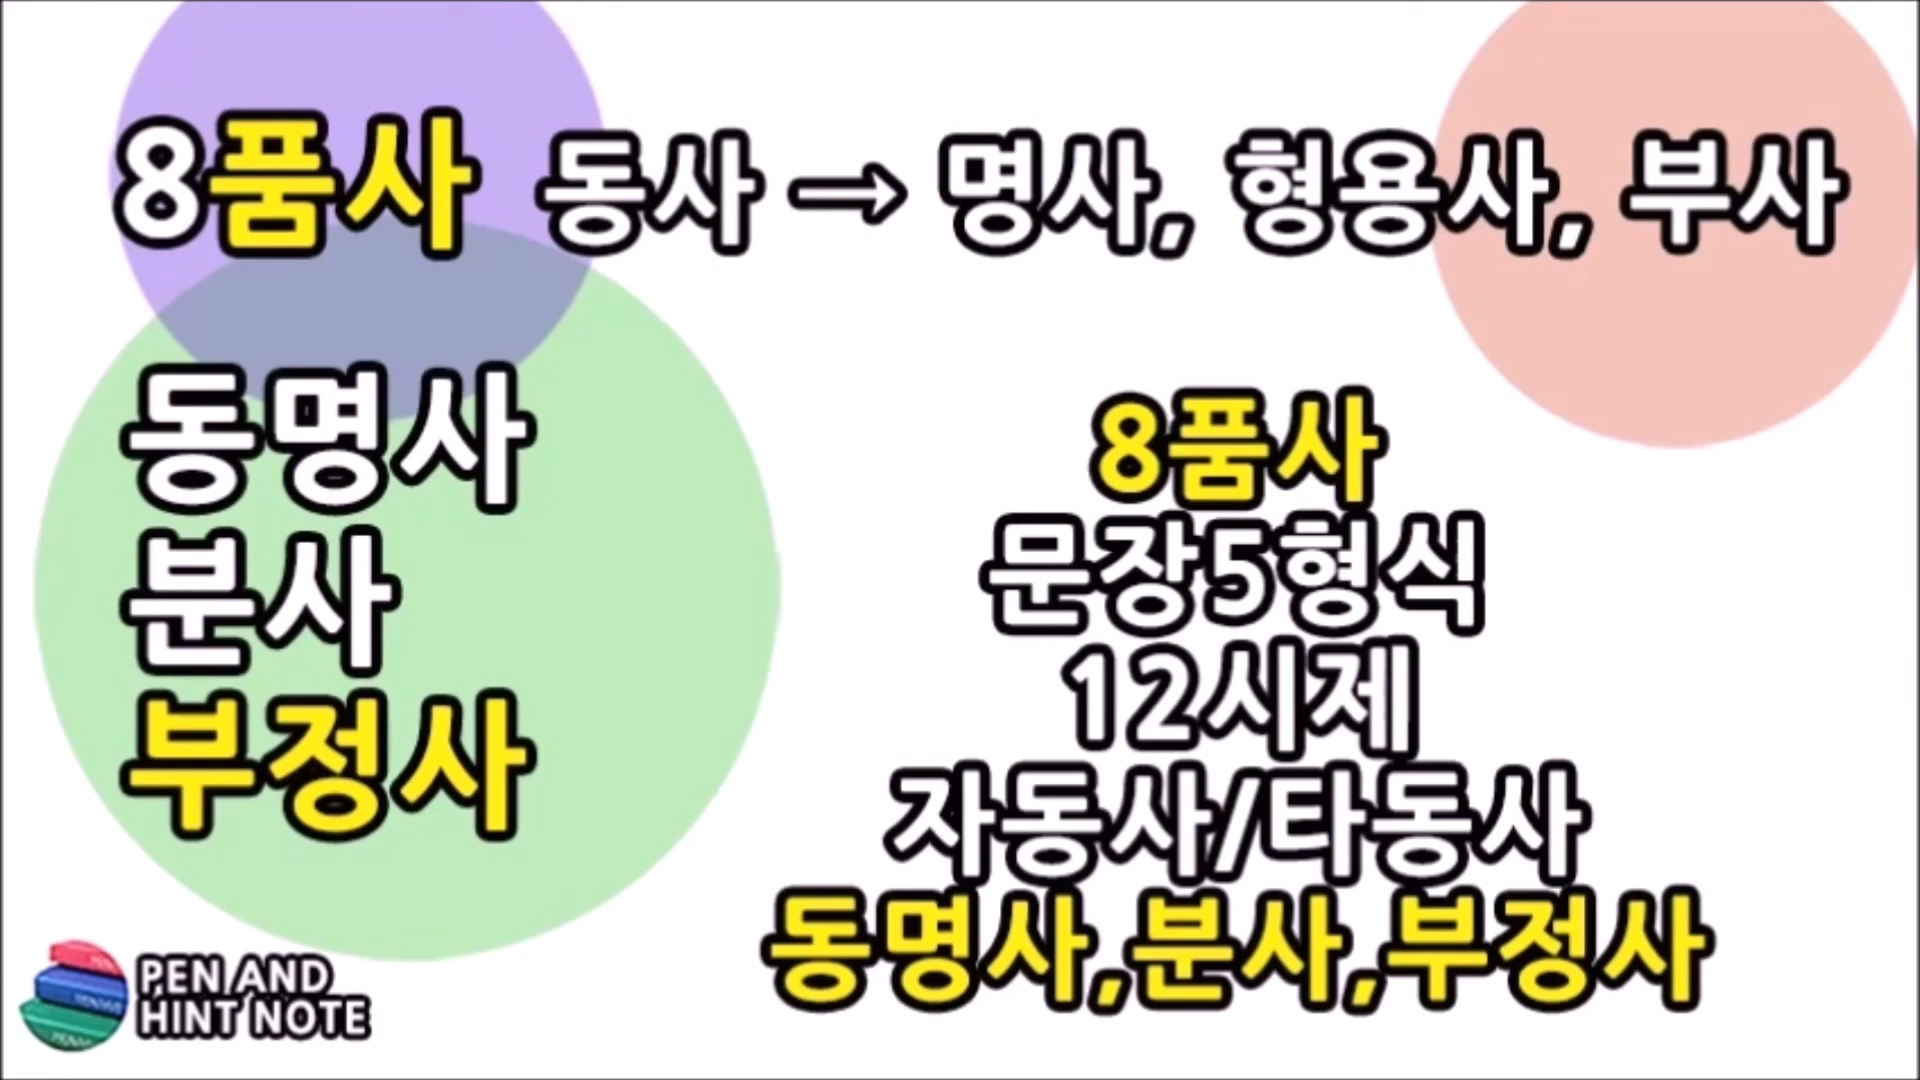 8품사 동사 → 명사, 형용사, 부사
동명사
분사
부정사
8품사
문장5형식
12시제
자동사/타동사
동명사,분사,부정사
PEN AND
HINT NOTE